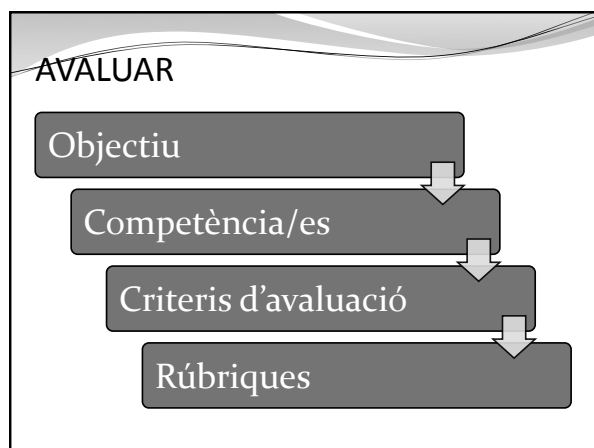 AVALUAR
Objectiu
Competència/es
Criteris d’avaluació
Rúbriques